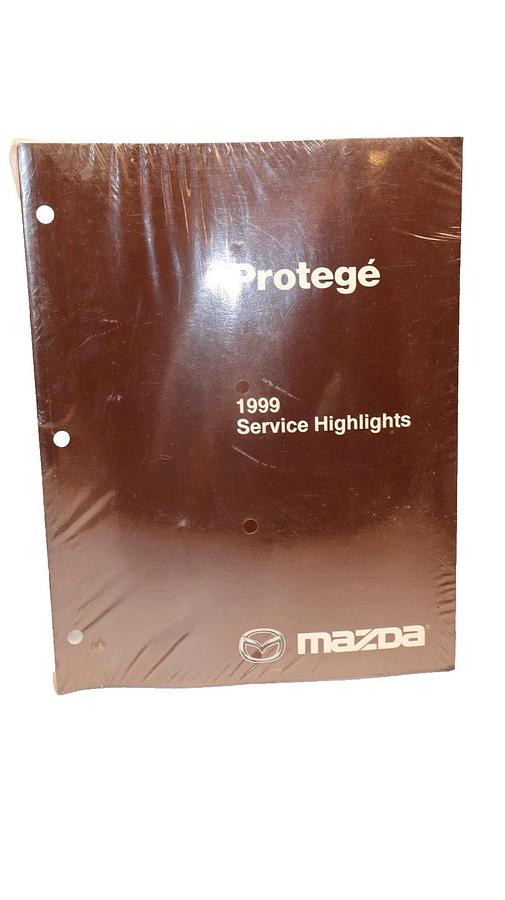 Protegé
1999
Service Highlights
mazda®